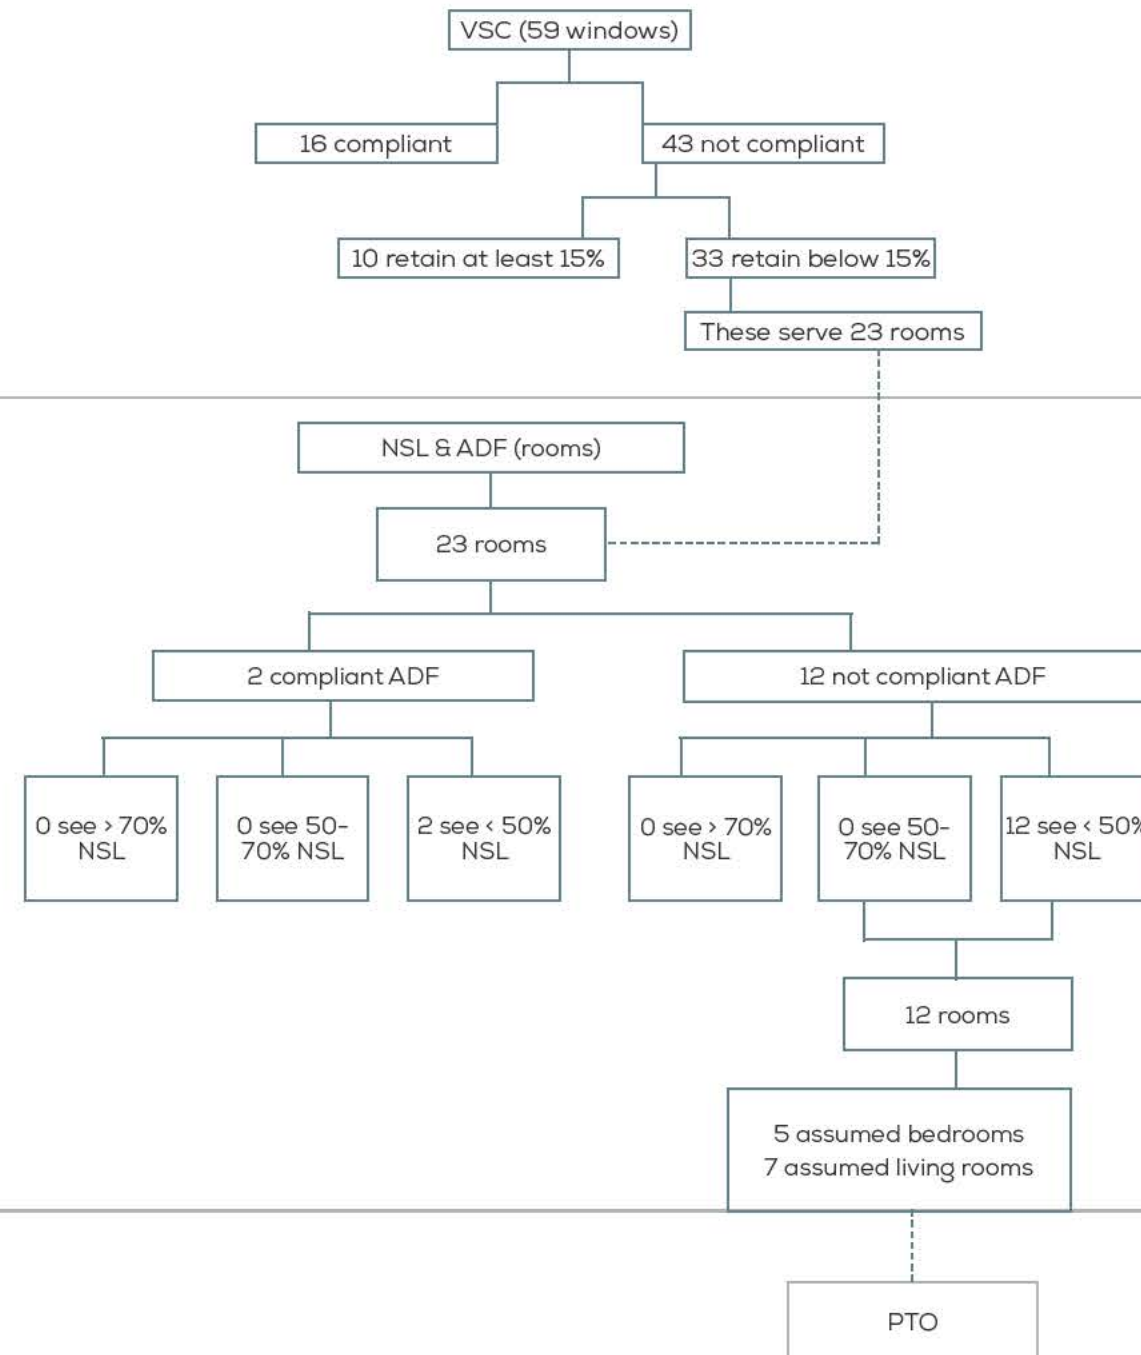 VSC (59 windows)
16 compliant
43 not compliant
10 retain at least 15%
33 retain below 15%
These serve 23 rooms
NSL & ADF (rooms)
23 rooms
2 compliant ADF
12 not compliant ADF
0 see > 70%
NSL
0 see 50-
70% NSL
2 see < 50%
NSL
0 see > 70%
NSL
0 see 50-
70% NSL
12 see < 50%
NSL
12 rooms
5 assumed bedrooms
7 assumed living rooms
PTO